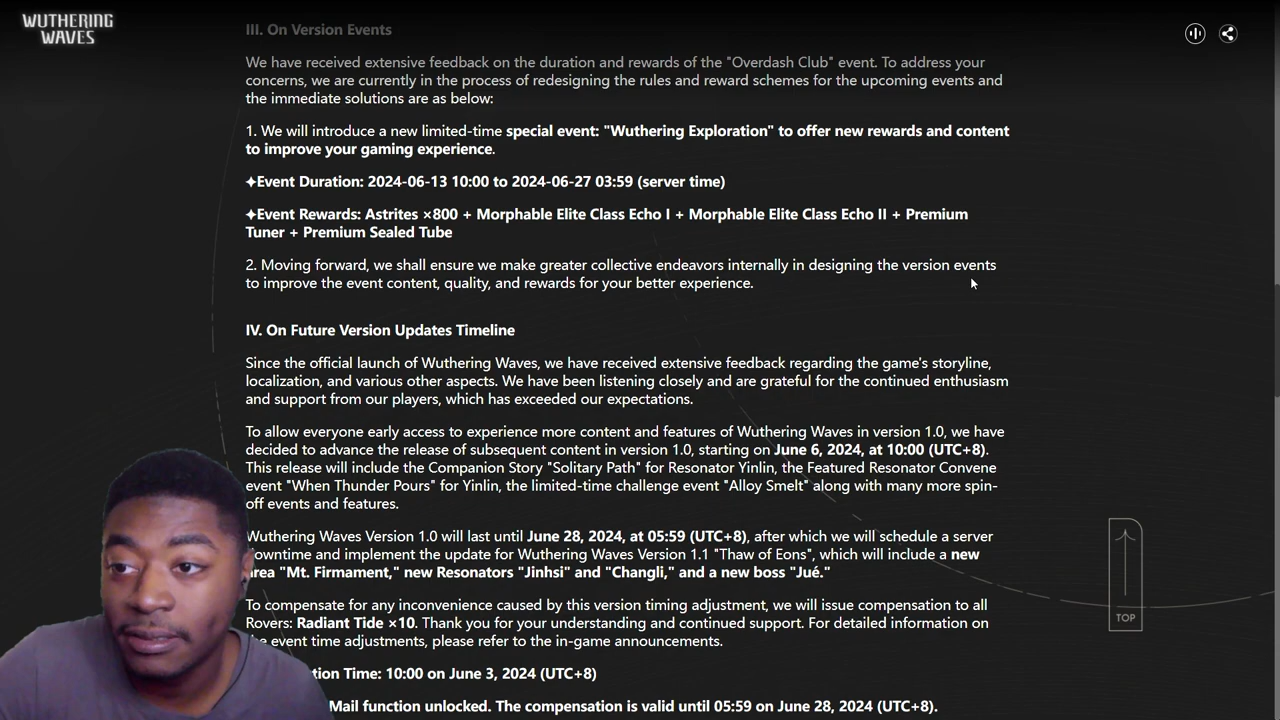 WUTHERING
WAVES
III. On Version Events
We have received extensive feedback on the duration and rewards of the "Overdash Club" event. To address your
concerns, we are currently in the process of redesigning the rules and reward schemes for the upcoming events and
the immediate solutions are as below:
1. We will introduce a new limited-time special event: "Wuthering Exploration" to offer new rewards and content
to improve your gaming experience.
✦Event Duration: 2024-06-13 10:00 to 2024-06-27 03:59 (server time)
✦Event Rewards: Astrites ×800 + Morphable Elite Class Echo I + Morphable Elite Class Echo II + Premium
Tuner + Premium Sealed Tube
2. Moving forward, we shall ensure we make greater collective endeavors internally in designing the version events
to improve the event content, quality, and rewards for your better experience.
IV. On Future Version Updates Timeline
Since the official launch of Wuthering Waves, we have received extensive feedback regarding the game's storyline,
localization, and various other aspects. We have been listening closely and are grateful for the continued enthusiasm
and support from our players, which has exceeded our expectations.
To allow everyone early access to experience more content and features of Wuthering Waves in version 1.0, we have
decided to advance the release of subsequent content in version 1.0, starting on June 6, 2024, at 10:00 (UTC+8).
This release will include the Companion Story "Solitary Path" for Resonator Yinlin, the Featured Resonator Convene
event "When Thunder Pours" for Yinlin, the limited-time challenge event "Alloy Smelt" along with many more spin-
off events and features.
Wuthering Waves Version 1.0 will last until June 28, 2024, at 05:59 (UTC+8), after which we will schedule a server
downtime and implement the update for Wuthering Waves Version 1.1 "Thaw of Eons", which will include a new
area "Mt. Firmament," new Resonators "Jinhsi" and "Changli," and a new boss "Jué."
To compensate for any inconvenience caused by this version timing adjustment, we will issue compensation to all
Rovers: Radiant Tide ×10. Thank you for your understanding and continued support. For detailed information on
the event time adjustments, please refer to the in-game announcements.
tion Time: 10:00 on June 3, 2024 (UTC+8)
Mail function unlocked. The compensation is valid until 05:59 on June 28, 2024 (UTC+8).
TOP